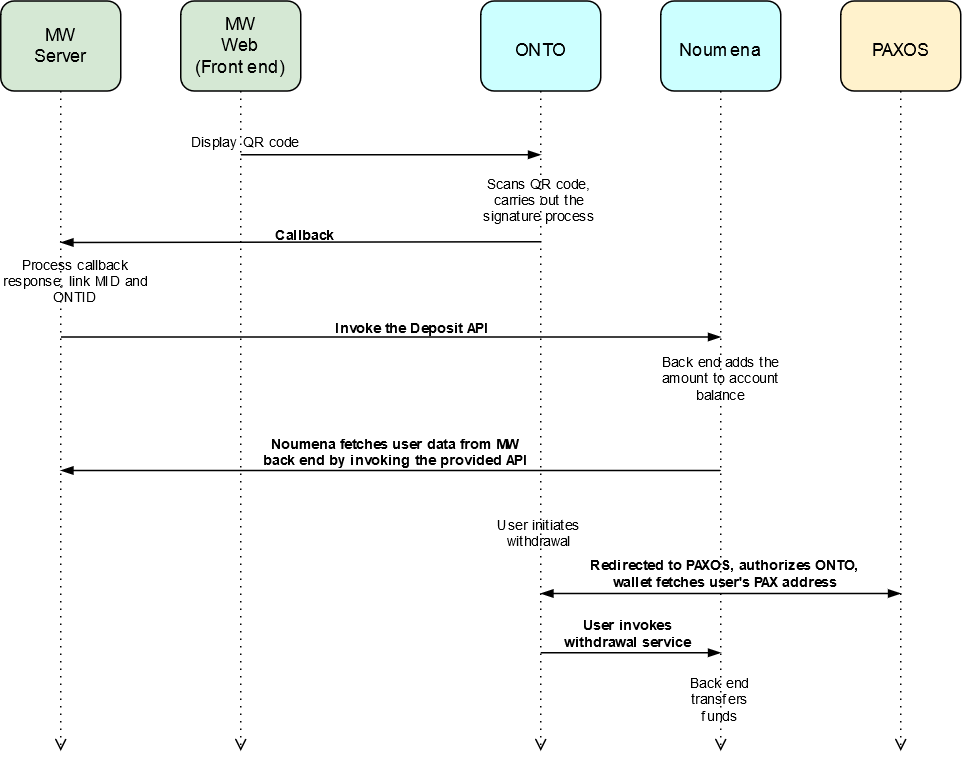 MW
Server
MW
Web
(Front end)
ONTO
Noumena
PAXOS
Display QR code
Scans QR code,
carries out the
signature process
Callback
Process callback
response, link MID and
ONTID
Invoke the Deposit API
Back end adds the
amount to account
balance
Noumena fetches user data from MW
back end by invoking the provided API
User initiates
withdrawal
Redirected to PAXOS, authorizes ONTO,
wallet fetches user's PAX address
User invokes
withdrawal service
Back end
transfers
funds